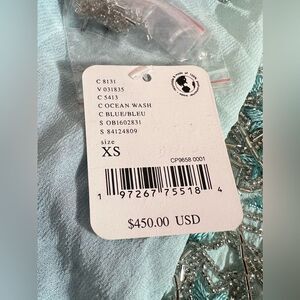 C 8131
V 031835
C 5413
C OCEAN WASH
C BLUE/BLEU
S OB1602831
S 84124809
size
XS
CP9658 0001
1 97267 75518 4
$450.00 USD